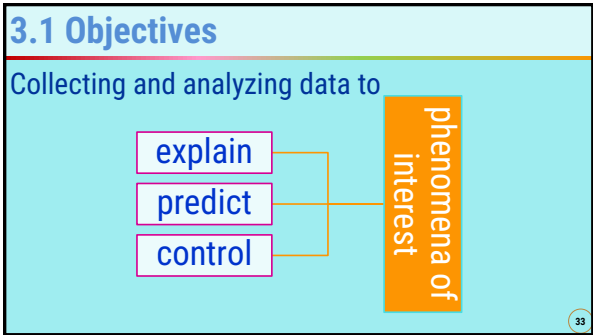 3.1 Objectives
Collecting and analyzing data to
explain
predict
control
phenomena of
interest
33